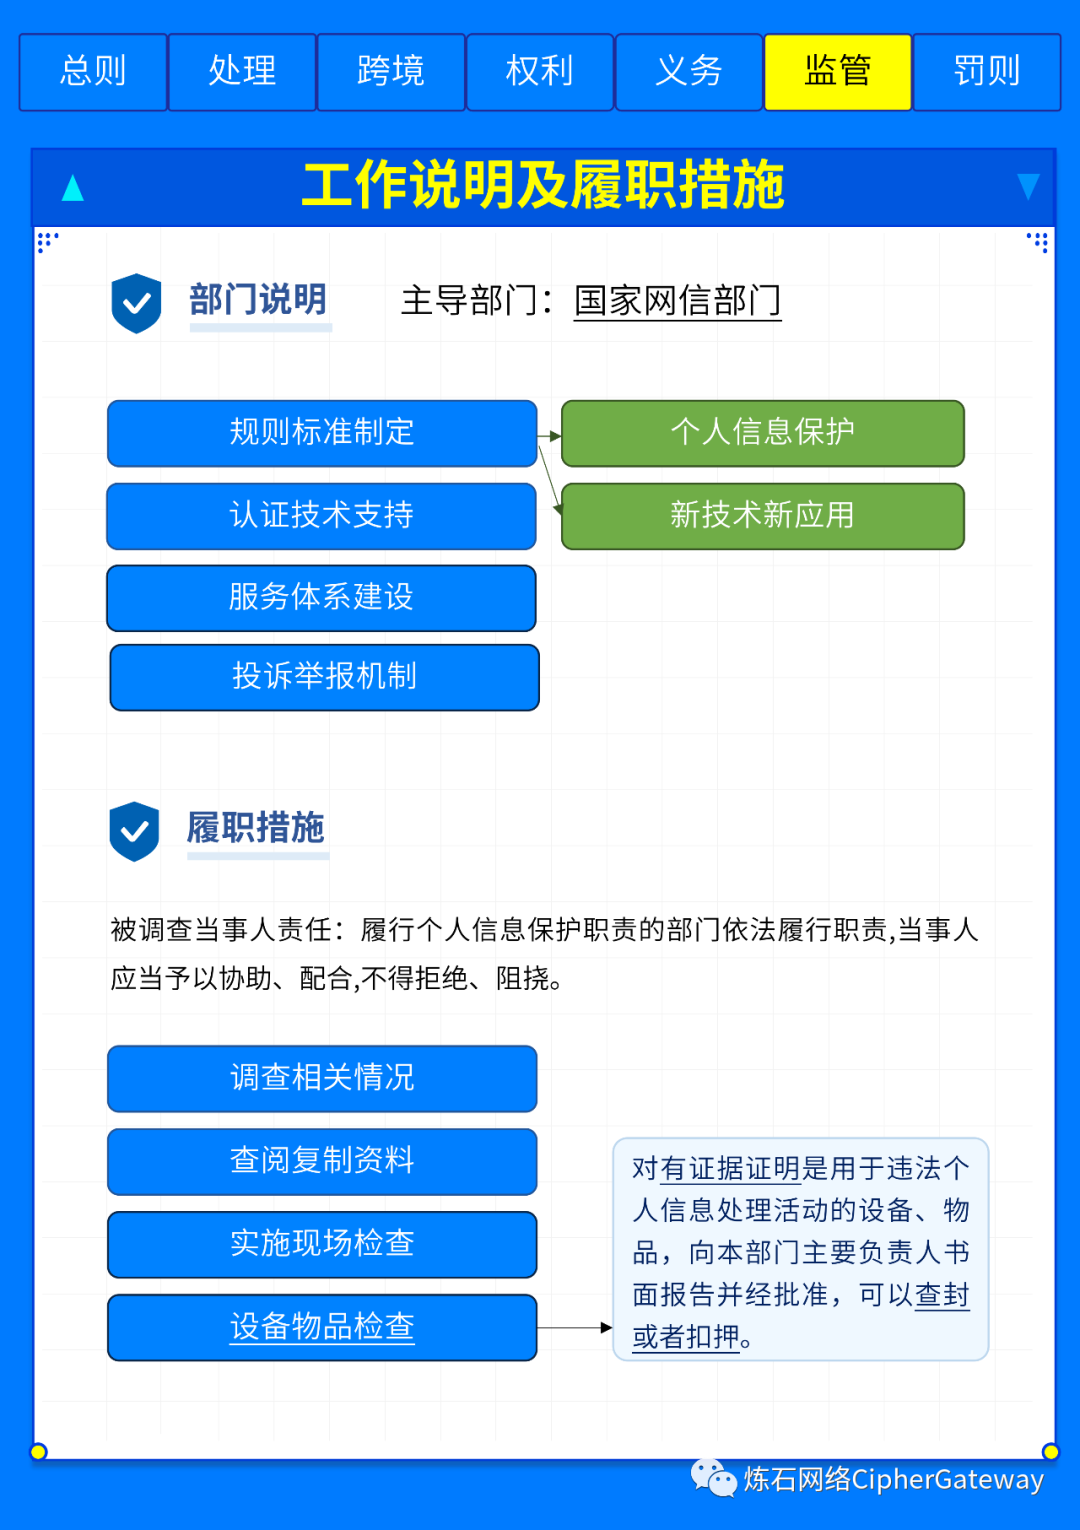 总则 处理 跨境 权利 义务 监管 罚则
工作说明及履职措施
部门说明 主导部门：国家网信部门
规则标准制定 个人信息保护
认证技术支持 新技术新应用
服务体系建设
投诉举报机制
履职措施
被调查当事人责任：履行个人信息保护职责的部门依法履行职责,当事人
应当予以协助、配合,不得拒绝、阻挠。
调查相关情况
查阅复制资料
实施现场检查
设备物品检查
对有证据证明是用于违法个
人信息处理活动的设备、物
品，向本部门主要负责人书
面报告并经批准，可以查封
或者扣押。
炼石网络CipherGateway